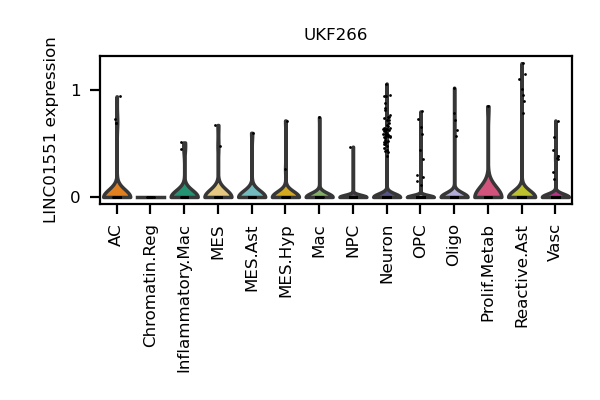 UKF266
LINC01551 expression
1
0
AC
Chromatin.Reg
Inflammatory.Mac
MES
MES.Ast
MES.Hyp
Mac
NPC
Neuron
OPC
Oligo
Prolif.Metab
Reactive.Ast
Vasc